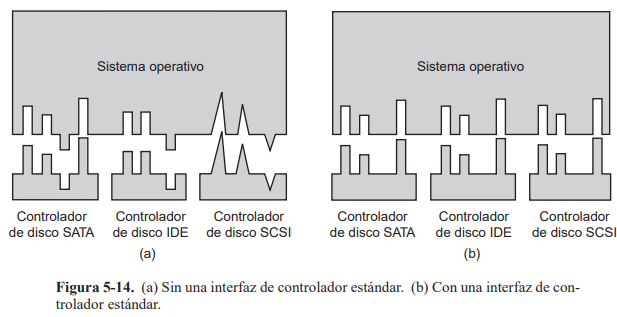 Sistema operativo
Sistema operativo
Controlador
de disco SATA
Controlador
de disco IDE
Controlador
de disco SCSI
(a)
Controlador
de disco SATA
Controlador
de disco IDE
Controlador
de disco SCSI
(b)
Figura 5-14. (a) Sin una interfaz de controlador estándar. (b) Con una interfaz de con-
trolador estándar.